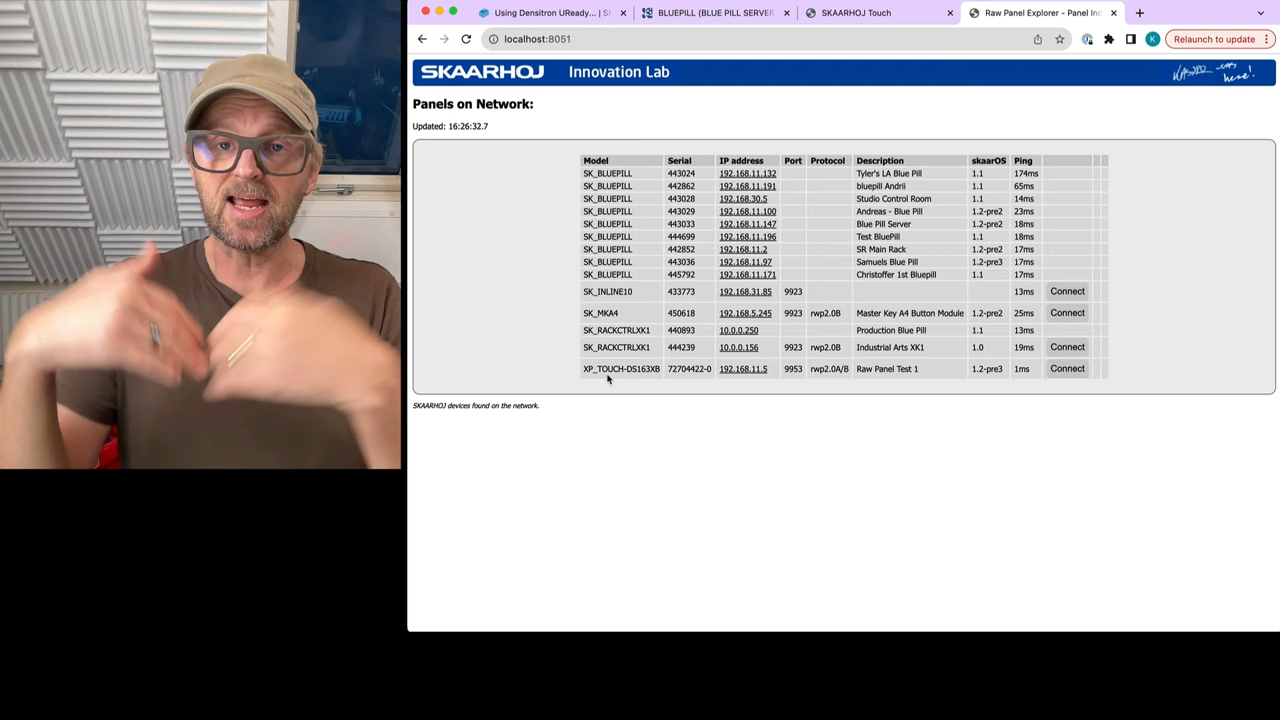 Using Densitron UReady... | Sk
BLUEPILL (BLUE PILL SERVER
SKAARHOJ Touch
Raw Panel Explorer - Panel Inc
localhost:8051
K
Relaunch to update
SKAARHOJ Innovation Lab
KASPER was here!
Panels on Network:
Updated: 16:26:32.7
Model Serial IP address Port Protocol Description skaarOS Ping
SK_BLUEPILL 443024 192.168.11.132 Tyler's LA Blue Pill 1.1 174ms
SK_BLUEPILL 442862 192.168.11.191 bluepill Andrii 1.1 65ms
SK_BLUEPILL 443028 192.168.30.5 Studio Control Room 1.1 14ms
SK_BLUEPILL 443029 192.168.11.100 Andreas - Blue Pill 1.2-pre2 23ms
SK_BLUEPILL 443033 192.168.11.147 Blue Pill Server 1.2-pre2 18ms
SK_BLUEPILL 444699 192.168.11.196 Test BluePill 1.1 18ms
SK_BLUEPILL 442852 192.168.11.2 SR Main Rack 1.2-pre2 17ms
SK_BLUEPILL 443036 192.168.11.97 Samuels Blue Pill 1.2-pre3 17ms
SK_BLUEPILL 445792 192.168.11.171 Christoffer 1st Bluepill 1.1 17ms
SK_INLINE10 433773 192.168.31.85 9923 13ms Connect
SK_MKA4 450618 192.168.5.245 9923 rwp2.0B Master Key A4 Button Module 1.2-pre2 25ms Connect
SK_RACKCTRLXK1 440893 10.0.0.250 Production Blue Pill 1.1 13ms
SK_RACKCTRLXK1 444239 10.0.0.156 9923 rwp2.0B Industrial Arts XK1 1.0 19ms Connect
XP_TOUCH-DS163XB 72704422-0 192.168.11.5 9953 rwp2.0A/B Raw Panel Test 1 1.2-pre3 1ms Connect
SKAARHOJ devices found on the network.